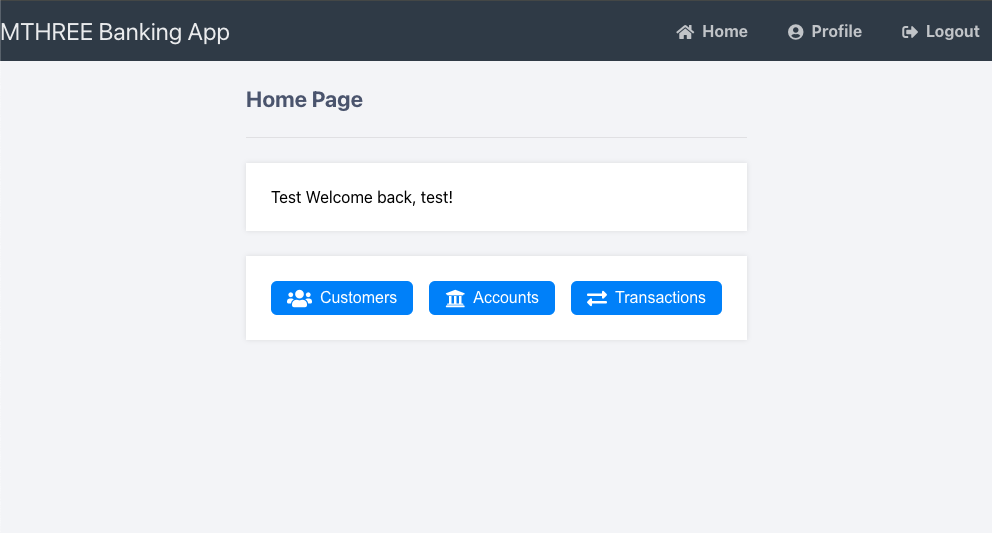 MTHREE Banking App Home Profile Logout
Home Page
Test Welcome back, test!
Customers Accounts Transactions